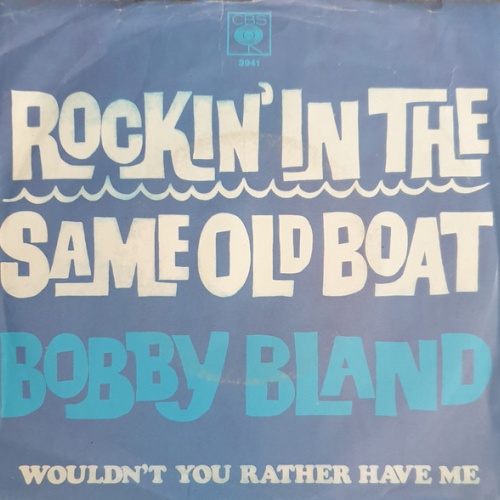 CBS
3941
ROCKIN' IN THE
SAME OLD BOAT
BOBBY BLAND
WOULDN'T YOU RATHER HAVE ME